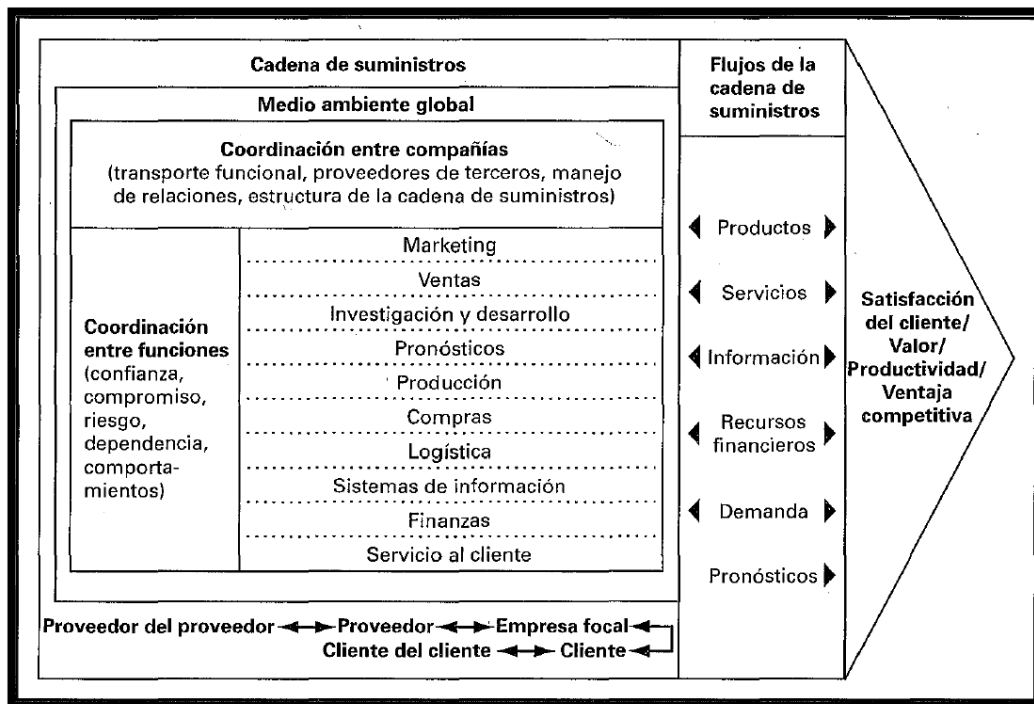 Cadena de suministros
Medio ambiente global
Coordinación entre compañías
(transporte funcional, proveedores de terceros, manejo
de relaciones, estructura de la cadena de suministros)
Coordinación
entre funciones
(confianza,
compromiso,
riesgo,
dependencia,
comporta-
mientos)
Marketing
Ventas
Investigación y desarrollo
Pronósticos
Producción
Compras
Logística
Sistemas de información
Finanzas
Servicio al cliente
Proveedor del proveedor Proveedor Empresa focal
Cliente del cliente Cliente
Flujos de la
cadena de
suministros
Productos
Servicios
Información
Recursos
financieros
Demanda
Pronósticos
Satisfacción
del cliente/
Valor/
Productividad/
Ventaja
competitiva